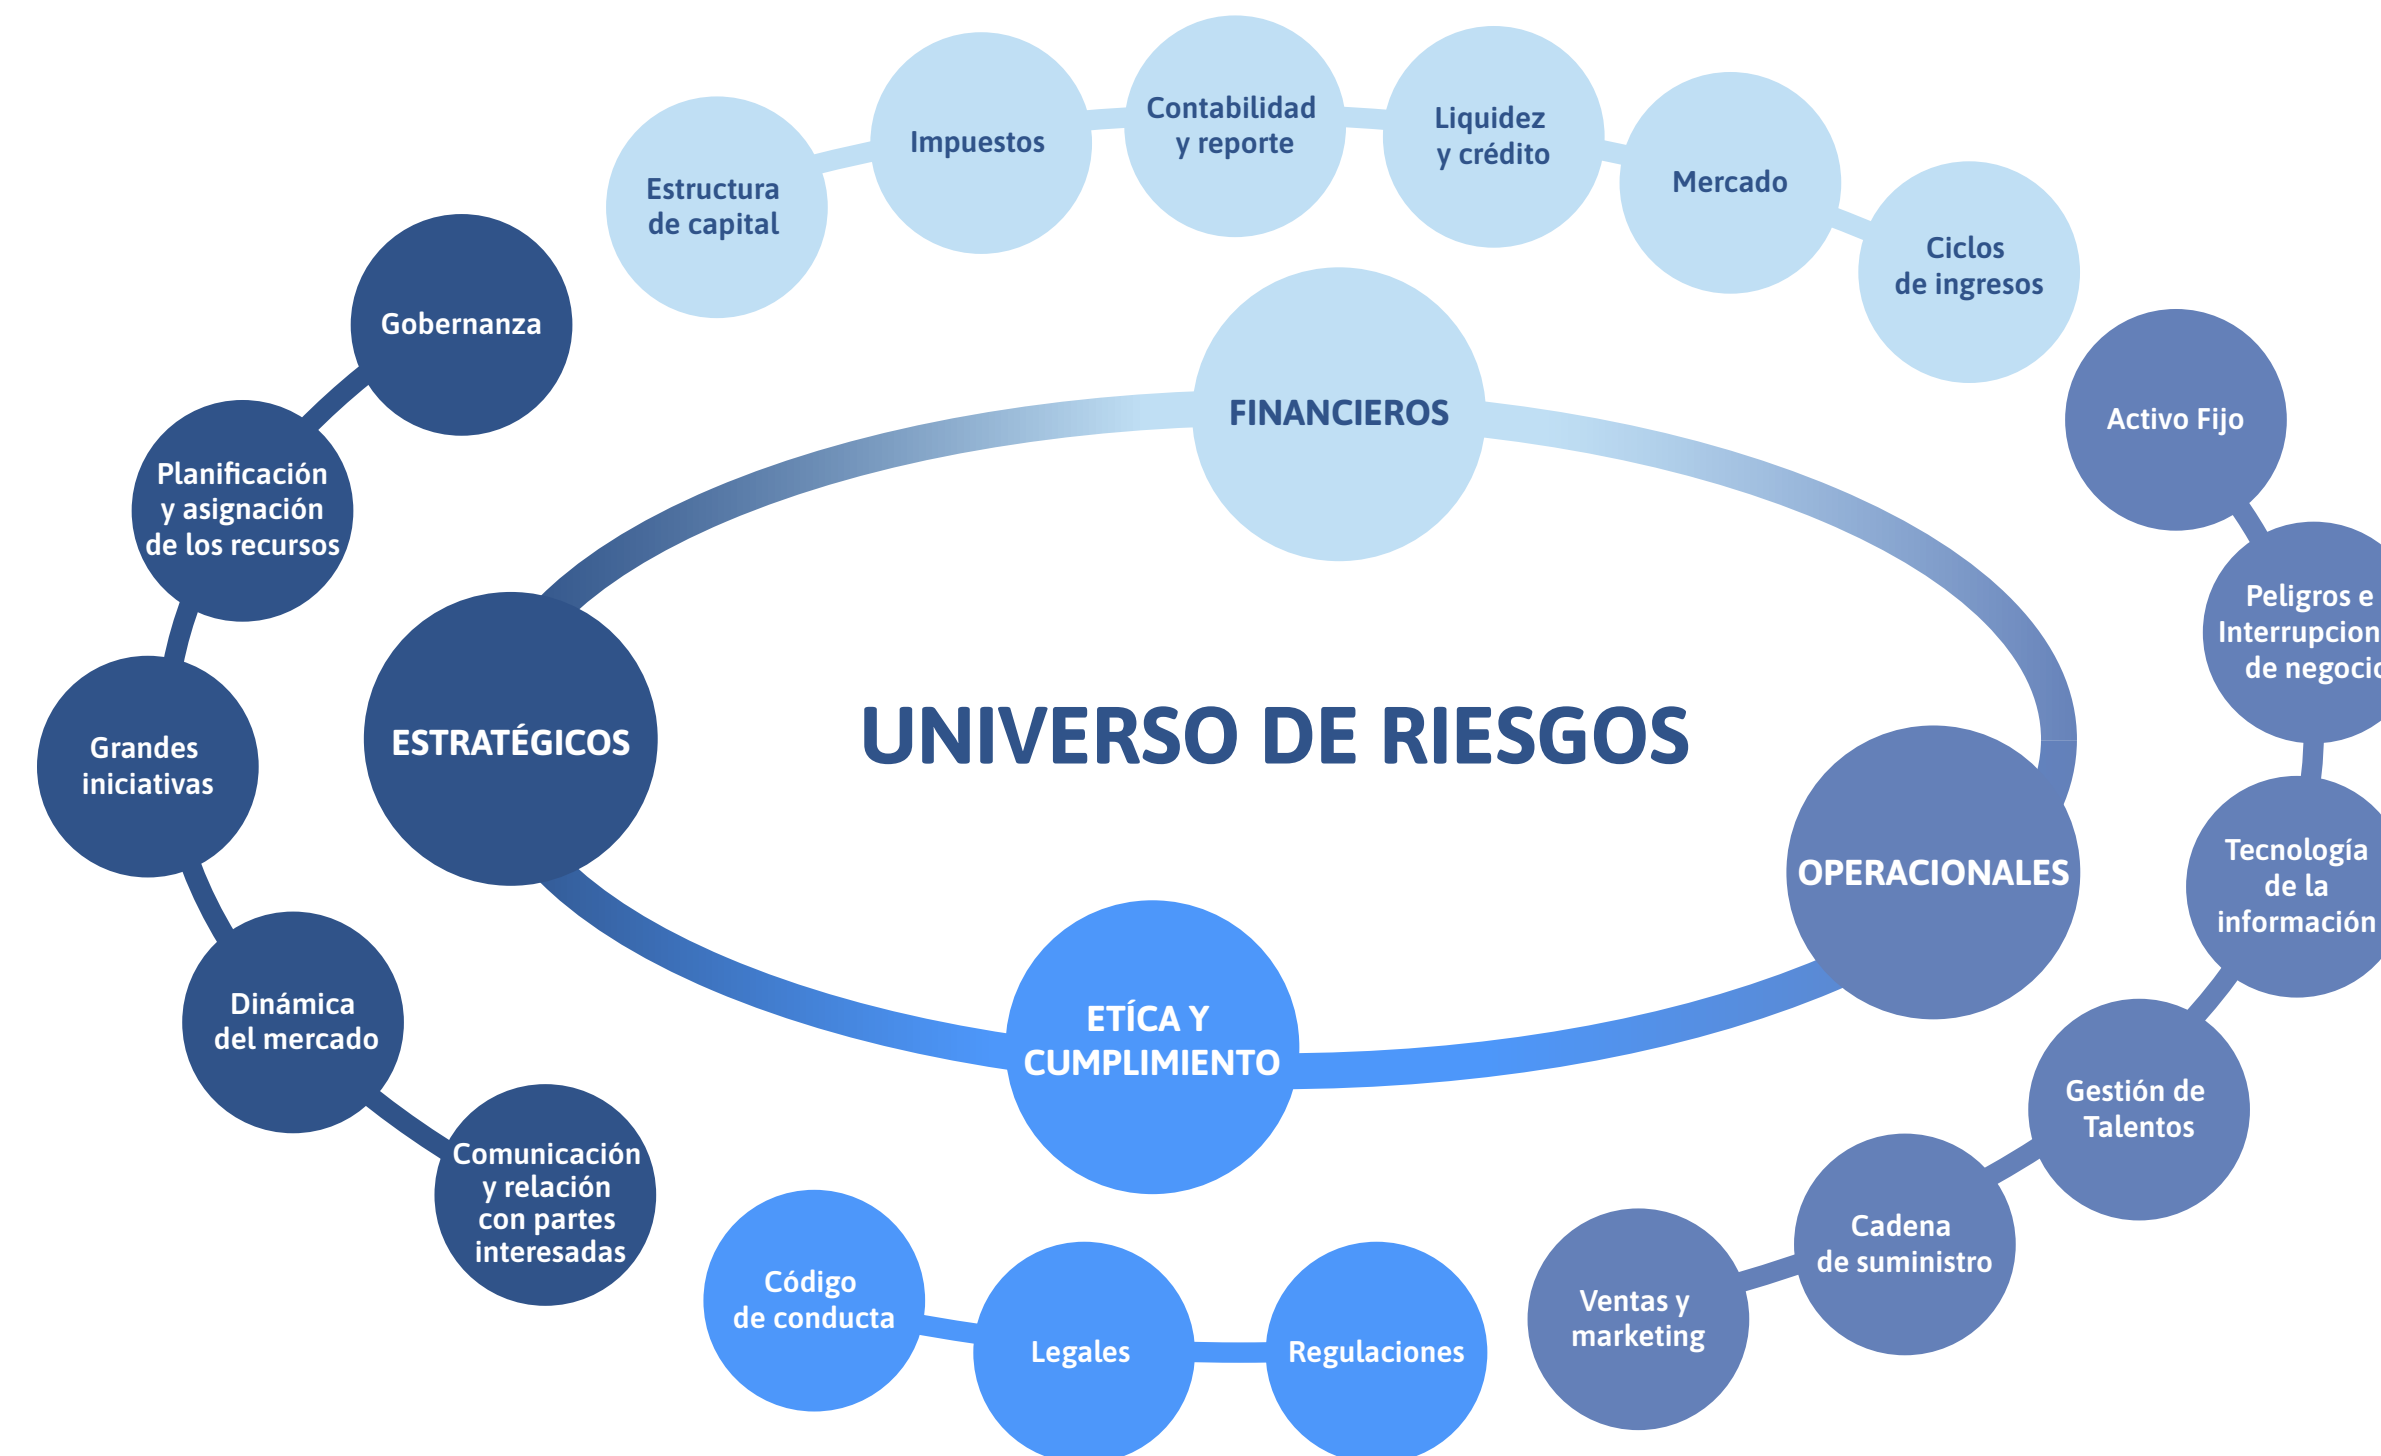 Contabilidad
y reporte
Liquidez
y crédito
Impuestos
Mercado
Estructura
de capital
Ciclos
de ingresos
Gobernanza
FINANCIEROS
Activo Fijo
Planificación
y asignación
de los recursos
Peligros e
de
UNIVERSO DE RIESGOS
ESTRATÉGICOS
Grandes
iniciativas
OPERACIONALES
Tecnología
de la
información
Dinámica
del mercado
ETÍCA Y
CUMPLIMIENTO
Gestión de
Talentos
Comunicación
y relación
con partes
interesadas
Cadena
de suministro
Código
de conducta
Legales
Regulaciones
Ventas y
marketing